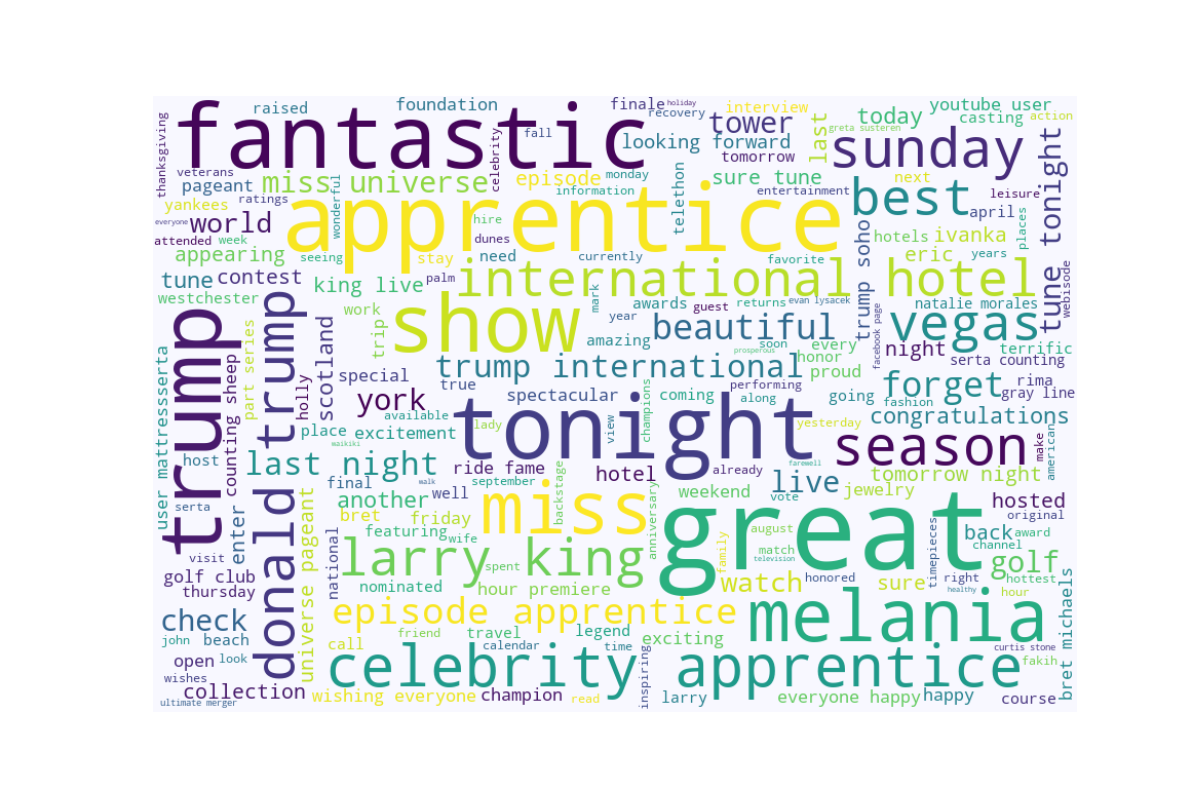 raised
foundation
finale
holiday
recovery
interview
youtube user
fantastic
fall
celebrity
tower
last
today
casting
action
greta susteren
thanksgiving
looking forward
tomorrow
sunday
tune tonight
veterans
pageant
ratings
miss universe
wonderful
episode
monday
information
telethon
sure tune
entertainment
best
next
leisure
yankees
everyone
world
apprentice
hire
april
places
attended
week
appearing
seeing
dunes
stay
need
currently
favorite
trump soho
hotels
ivanka
eric
years
webisode
tune
contest
king live
palm
international hotel
westchester
trump
donald trump
work
trip
show
mark
awards
guest
returns
evan lysacek
natalie morales
vegas
year
amazing
beautiful
facebook page
night
terrific
user mattressserta
counting sheep
part series
holly
scotland
special
true
trump international
soon
prosperous
every
honor
proud
serta counting
forget
rima
gray line
york
spectacular
coming
performing
along
going
fashion
congratulations
available
lady
tonight
view
champions
yesterday
place
excitement
waikiki
season
make
american
host
last night
ride fame
hotel
already
farewell
tomorrow night
final
walk
september
backstage
live
jewelry
serta
enter
another
well
miss
weekend
vote
hosted
original
bret
friday
anniversary
great
universe pageant
national
featuring
wife
august
match
television
family
timepieces
back
award
channel
visit
larry king
spent
golf
golf club
thursday
nominated
hour premiere
watch
honored
sure
right
healthy
hottest
hour
bret michaels
check
episode apprentice
melania
john
beach
call
friend
travel
calendar
legend
time
exciting
curtis stone
open
look
celebrity apprentice
inspiring
fakih
wishes
collection
wishing everyone
champion
read
larry
everyone happy
happy
course
ultimate merger